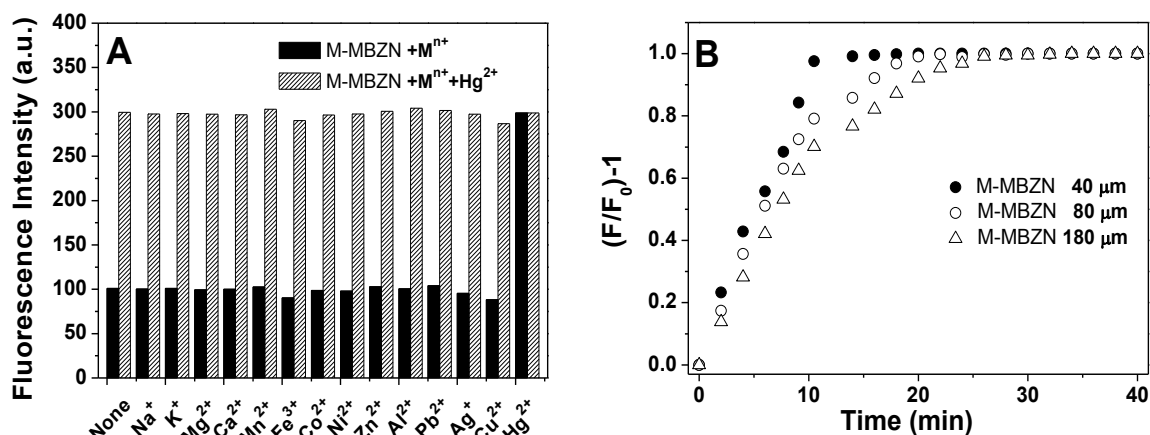 A
Fluorescence Intensity (a.u.)
400
350
300
250
200
150
100
50
0
M-MBZN +Mⁿ⁺
M-MBZN +Mⁿ⁺+Hg²⁺
None
Na⁺
K⁺
Mg²⁺
Ca²⁺
Mn²⁺
Fe³⁺
Co²⁺
Ni²⁺
Zn²⁺
Al²⁺
Pb²⁺
Ag⁺
Cu²⁺
Hg²⁺
B
(F/F₀)-1
1.0
0.8
0.6
0.4
0.2
0.0
M-MBZN 40 μm
M-MBZN 80 μm
M-MBZN 180 μm
0 10 20 30 40
Time (min)